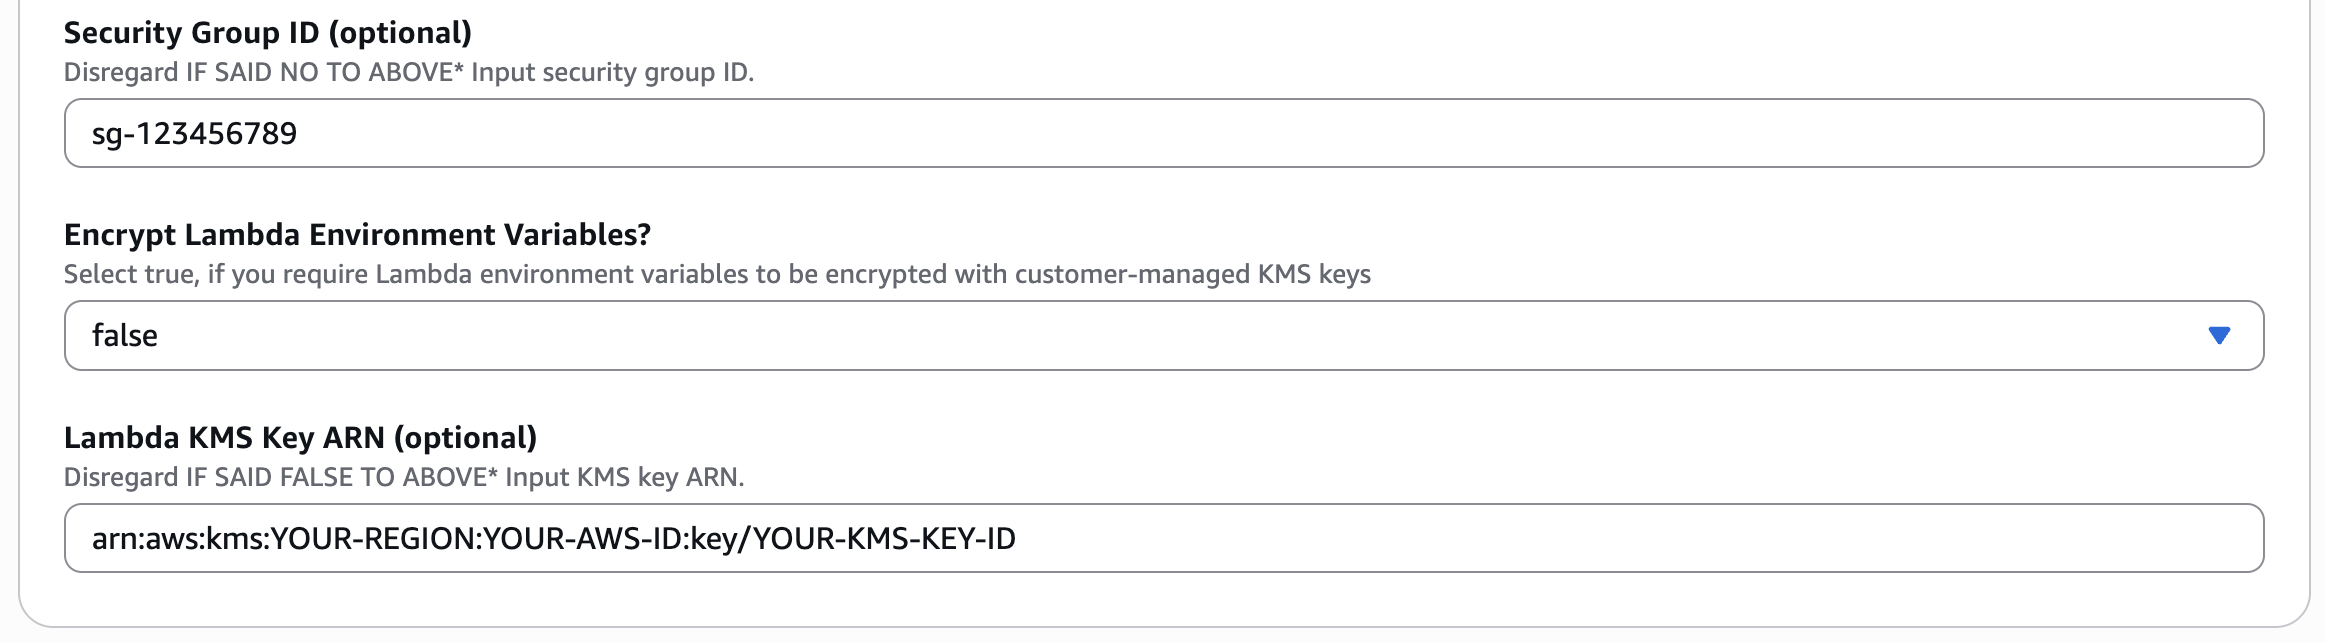 Security Group ID (optional)
Disregard IF SAID NO TO ABOVE* Input security group ID.
sg-123456789
Encrypt Lambda Environment Variables?
Select true, if you require Lambda environment variables to be encrypted with customer-managed KMS keys
false
Lambda KMS Key ARN (optional)
Disregard IF SAID FALSE TO ABOVE* Input KMS key ARN.
arn:aws:kms:YOUR-REGION:YOUR-AWS-ID:key/YOUR-KMS-KEY-ID